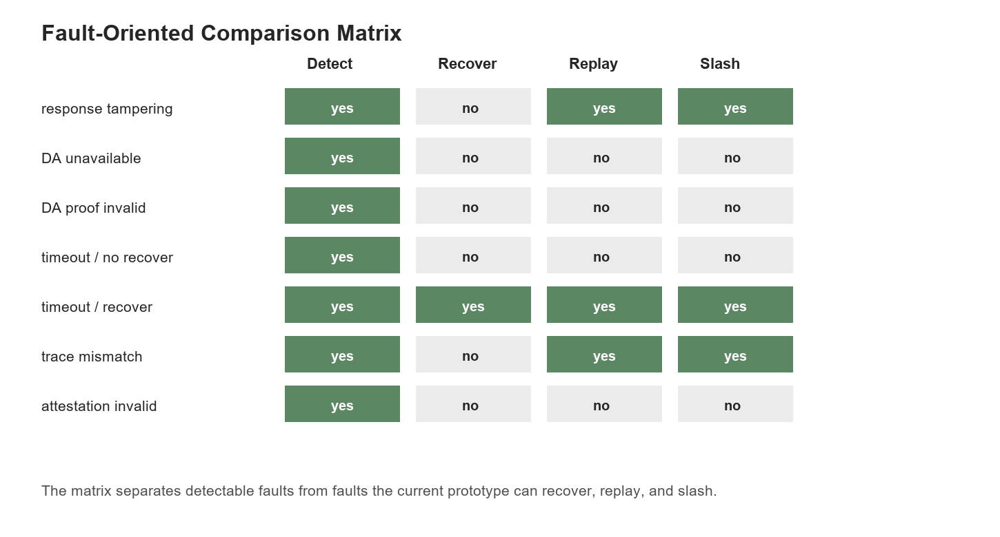 Fault-Oriented Comparison Matrix
Detect Recover Replay Slash
response tampering yes no yes yes
DA unavailable yes no no no
DA proof invalid yes no no no
timeout / no recover yes no no no
timeout / recover yes yes yes yes
trace mismatch yes no yes yes
attestation invalid yes no no no
The matrix separates detectable faults from faults the current prototype can recover, replay, and slash.